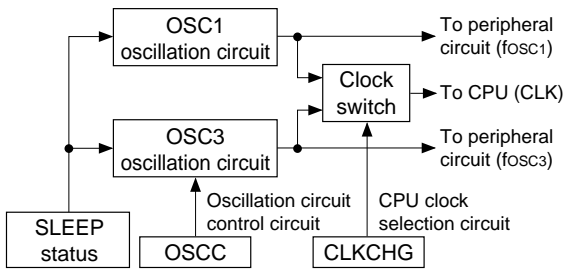 OSC1
oscillation circuit
To peripheral
circuit (fOSC1)
Clock
switch
To CPU (CLK)
OSC3
oscillation circuit
To peripheral
circuit (fOSC3)
Oscillation circuit
control circuit
CPU clock
selection circuit
SLEEP
status
OSCC
CLKCHG